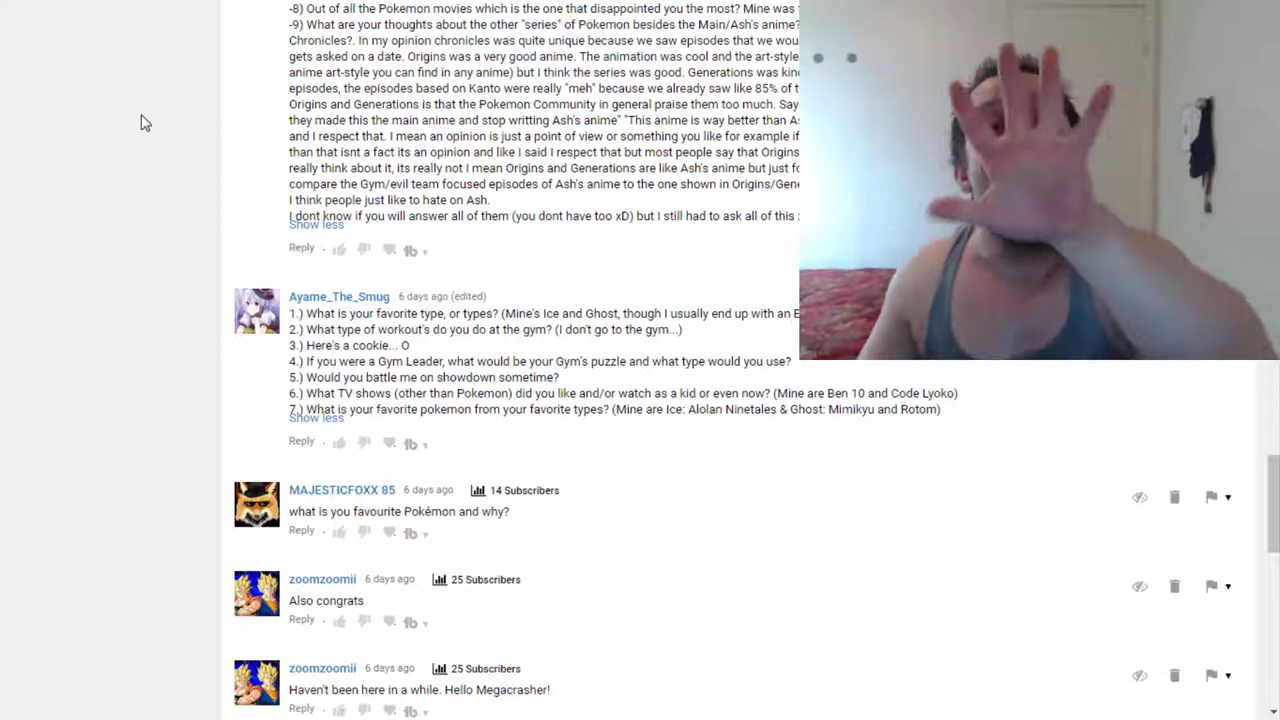 -8) Out of all the Pokemon movies which is the one that disappointed you the most? Mine was
-9) What are your thoughts about the other "series" of Pokemon besides the Main/Ash's anime?
Chronicles?. In my opinion chronicles was quite unique because we saw episodes that we wou
gets asked on a date. Origins was a very good anime. The animation was cool and the art-style
anime art-style you can find in any anime) but I think the series was good. Generations was kin
episodes, the episodes based on Kanto were really "meh" because we already saw like 85% of t
Origins and Generations is that the Pokemon Community in general praise them too much. Say
they made this the main anime and stop writting Ash's anime" "This anime is way better than As
and I respect that. I mean an opinion is just a point of view or something you like for example if
than that isnt a fact its an opinion and like I said I respect that but most people say that Origins
really think about it, its really not I mean Origins and Generations are like Ash's anime but just fo
compare the Gym/evil team focused episodes of Ash's anime to the one shown in Origins/Gene
I think people just like to hate on Ash.
I dont know if you will answer all of them (you dont have too xD) but I still had to ask all of this :
Show less
Reply
Ayame_The_Smug 6 days ago (edited)
1.) What is your favorite type, or types? (Mine's Ice and Ghost, though I usually end up with an E
2.) What type of workout's do you do at the gym? (I don't go to the gym...)
3.) Here's a cookie... O
4.) If you were a Gym Leader, what would be your Gym's puzzle and what type would you use?
5.) Would you battle me on showdown sometime?
6.) What TV shows (other than Pokemon) did you like and/or watch as a kid or even now? (Mine are Ben 10 and Code Lyoko)
7.) What is your favorite pokemon from your favorite types? (Mine are Ice: Alolan Ninetales & Ghost: Mimikyu and Rotom)
Show less
Reply
MAJESTICFOXX 85 6 days ago 14 Subscribers
what is you favourite Pokémon and why?
Reply
zoomzoomii 6 days ago 25 Subscribers
Also congrats
Reply
zoomzoomii 6 days ago 25 Subscribers
Haven't been here in a while. Hello Megacrasher!
Reply